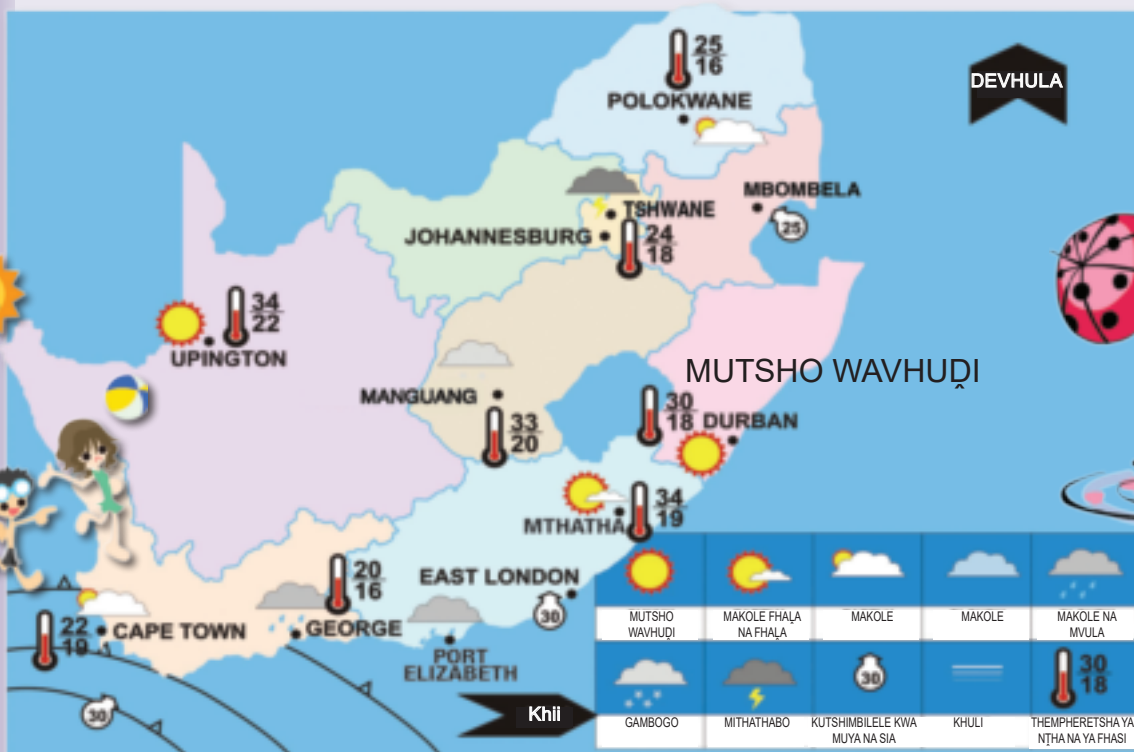 25
16
POLOKWANE
DEVHULA
MBOMBELA
25
TSHWANE
JOHANNESBURG
24
18
34
22
UPINGTON
MUTSHO WAVHUḒI
MANGUANG
33
20
30
18
DURBAN
34
19
MTHATHA
20
16
EAST LONDON
30
22
19
CAPE TOWN
GEORGE
PORT
ELIZABETH
30
Khii
MUTSHO
WAVHUḒI
MAKOLE FHAḼA
NA FHAḼA
MAKOLE
MAKOLE
MAKOLE NA
MVULA
30
30
18
GAMBOGO
MITHATHABO
KUTSHIMBILELE KWA
MUYA NA SIA
KHULI
THEMPHERETSHA YA
NṰHA NA YA FHASI